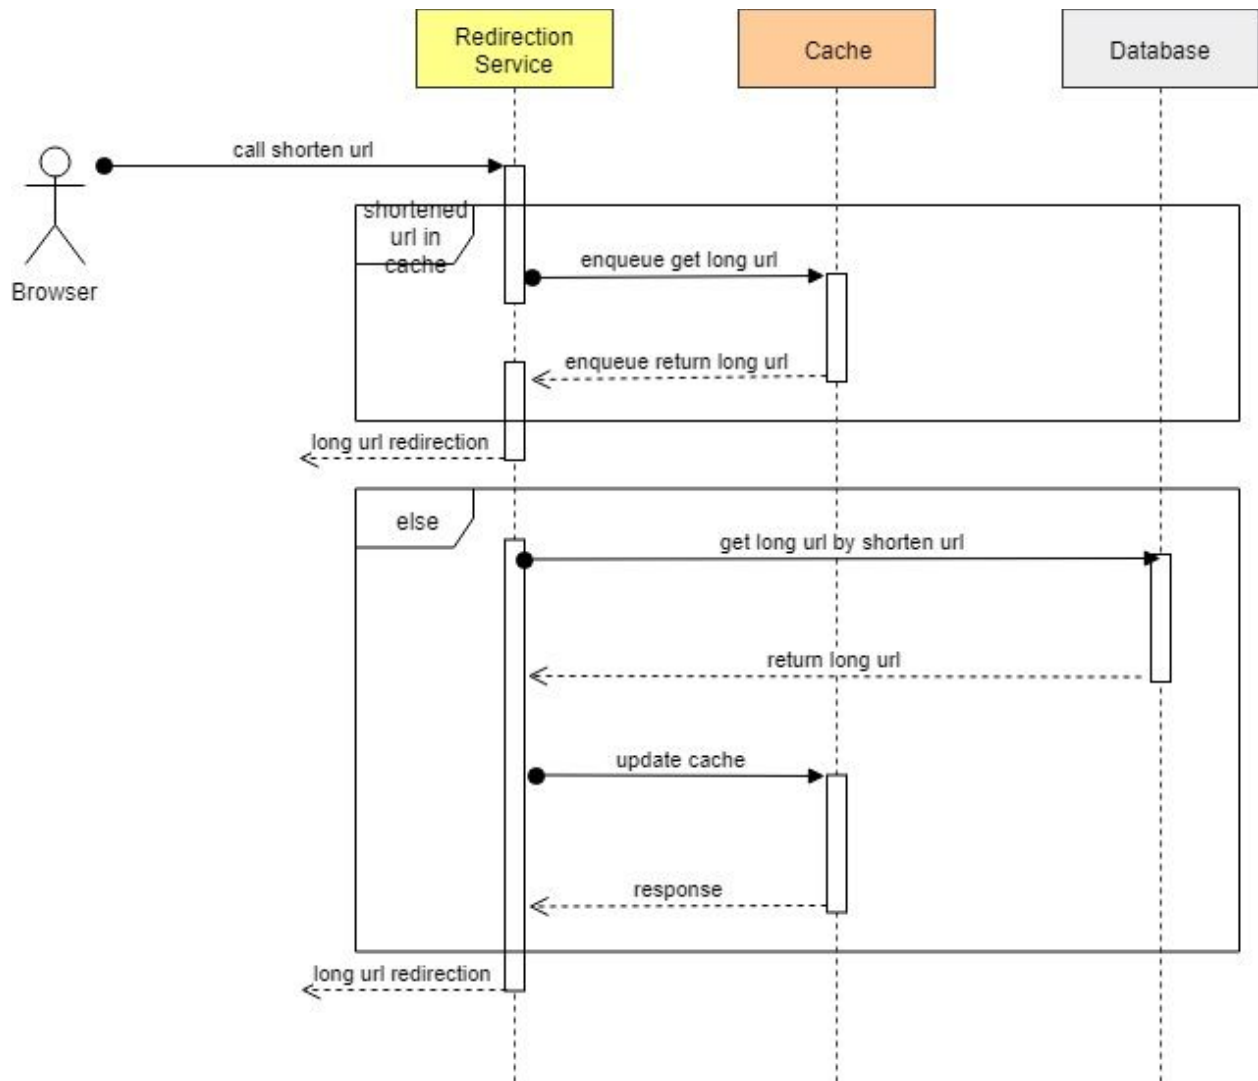 Redirection
Service
Cache
Database
call shorten url
shortened
url in
cache
enqueue get long url
Browser
enqueue return long url
long url redirection
else
get long url by shorten url
return long url
update cache
response
long url redirection